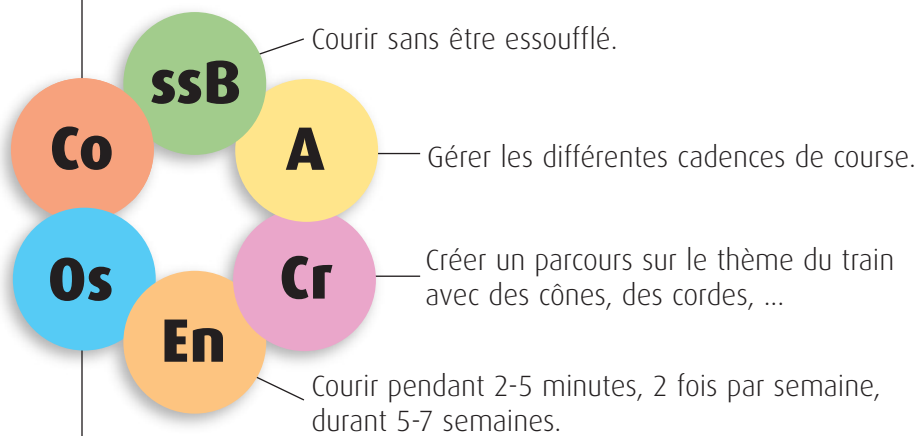 ssB
Courir sans être essoufflé.
Co
A
Gérer les différentes cadences de course.
Os
Cr
Créer un parcours sur le thème du train
avec des cônes, des cordes, ...
En
Courir pendant 2-5 minutes, 2 fois par semaine,
durant 5-7 semaines.